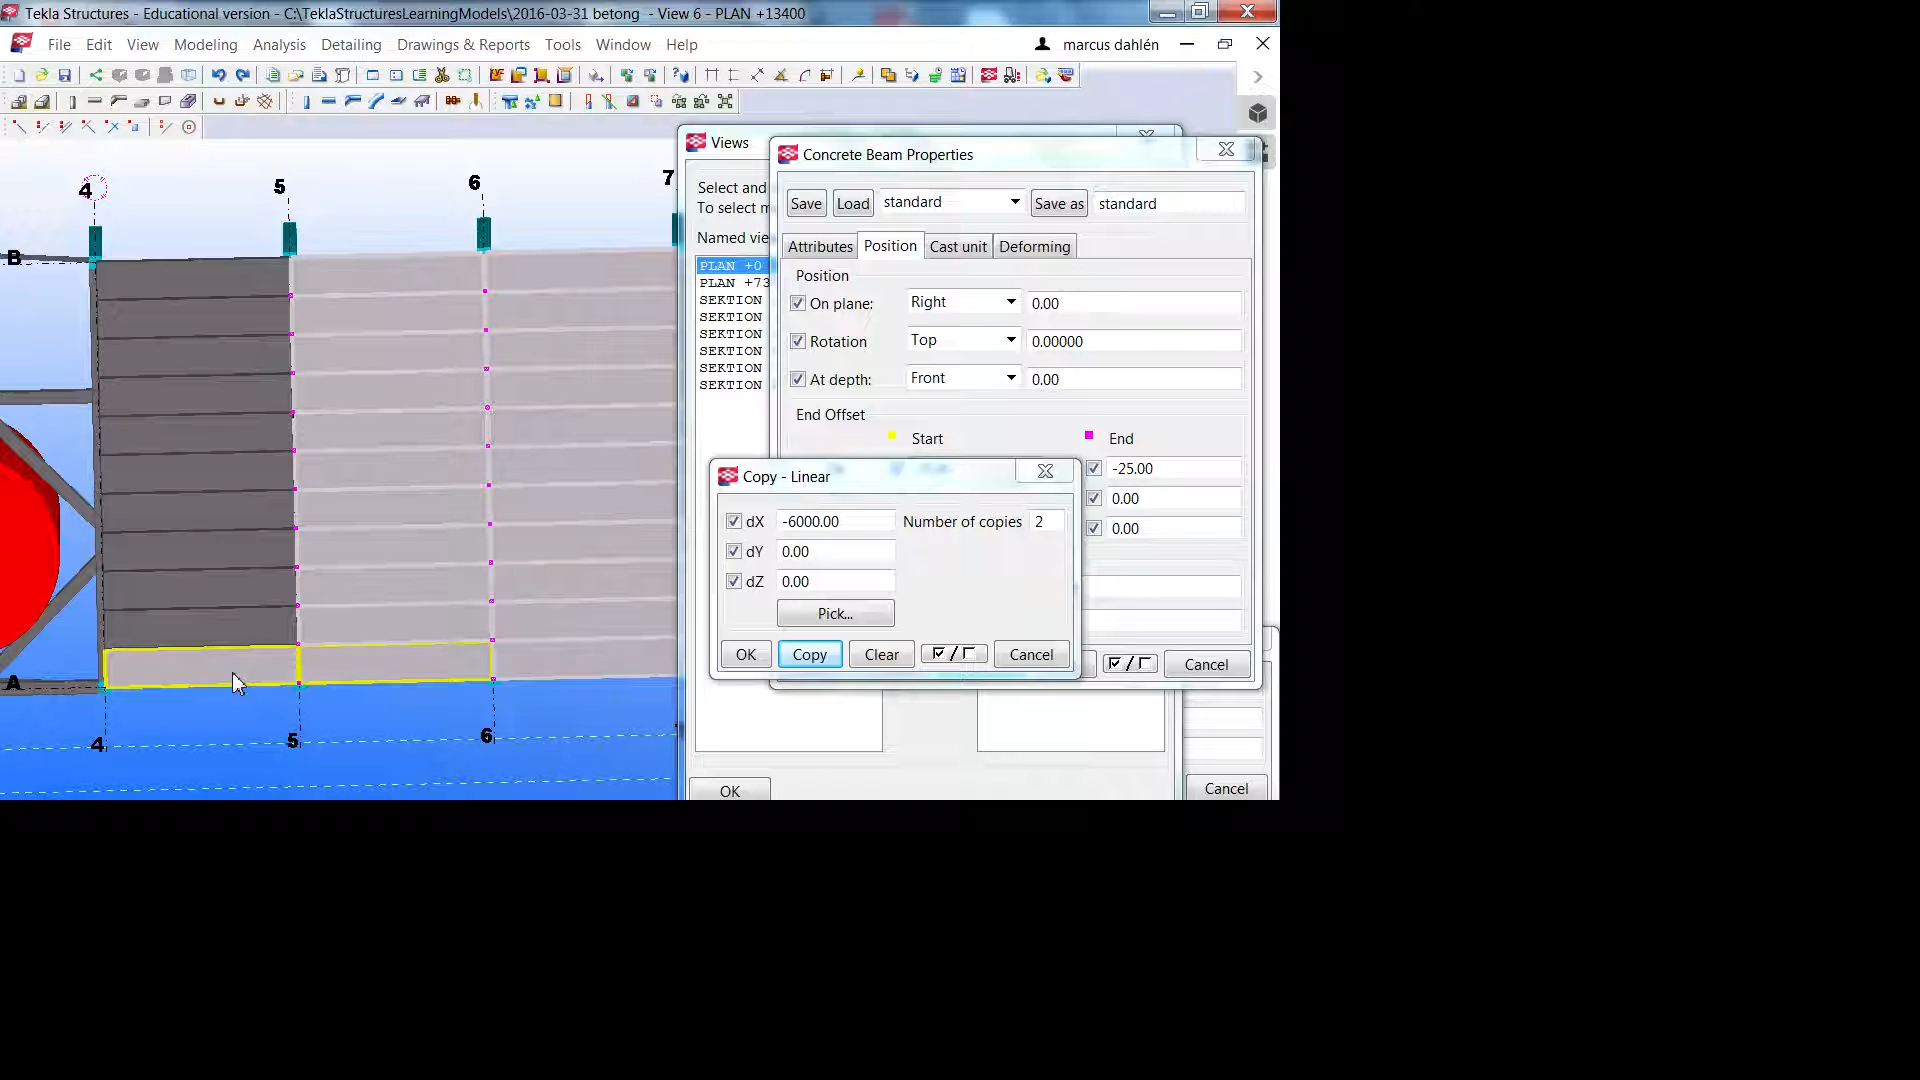 Tekla Structures - Educational version - C:\TeklaStructuresLearningModels\2016-03-31 betong - View 6 - PLAN +13400
File Edit View Modeling Analysis Detailing Drawings & Reports Tools Window Help
marcus dahlén
4 5 6 7
B
A
4 5 6
Views
Select and
To select
Named vie
PLAN +0
PLAN +73
SEKTION
SEKTION
SEKTION
SEKTION
SEKTION
SEKTION
OK
Concrete Beam Properties
Save Load standard Save as standard
Attributes Position Cast unit Deforming
Position
On plane: Right 0.00
Rotation Top 0.00000
At depth: Front 0.00
End Offset
Start End
-25.00
0.00
0.00
Cancel
Copy - Linear
dX -6000.00 Number of copies 2
dY 0.00
dZ 0.00
Pick...
OK Copy Clear / Cancel
Cancel